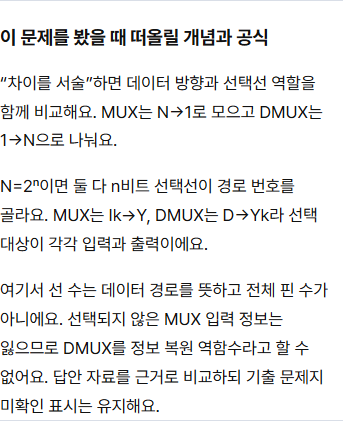 이 문제를 봤을 때 떠올릴 개념과 공식
“차이를 서술”하면 데이터 방향과 선택선 역할을
함께 비교해요. MUX는 N→1로 모으고 DMUX는
1→N으로 나눠요.
N=2ⁿ이면 둘 다 n비트 선택선이 경로 번호를
골라요. MUX는 Ik→Y, DMUX는 D→Yk라 선택
대상이 각각 입력과 출력이에요.
여기서 선 수는 데이터 경로를 뜻하고 전체 핀 수가
아니에요. 선택되지 않은 MUX 입력 정보는
잃으므로 DMUX를 정보 복원 역함수라고 할 수
없어요. 답안 자료를 근거로 비교하되 기출 문제지
미확인 표시는 유지해요.